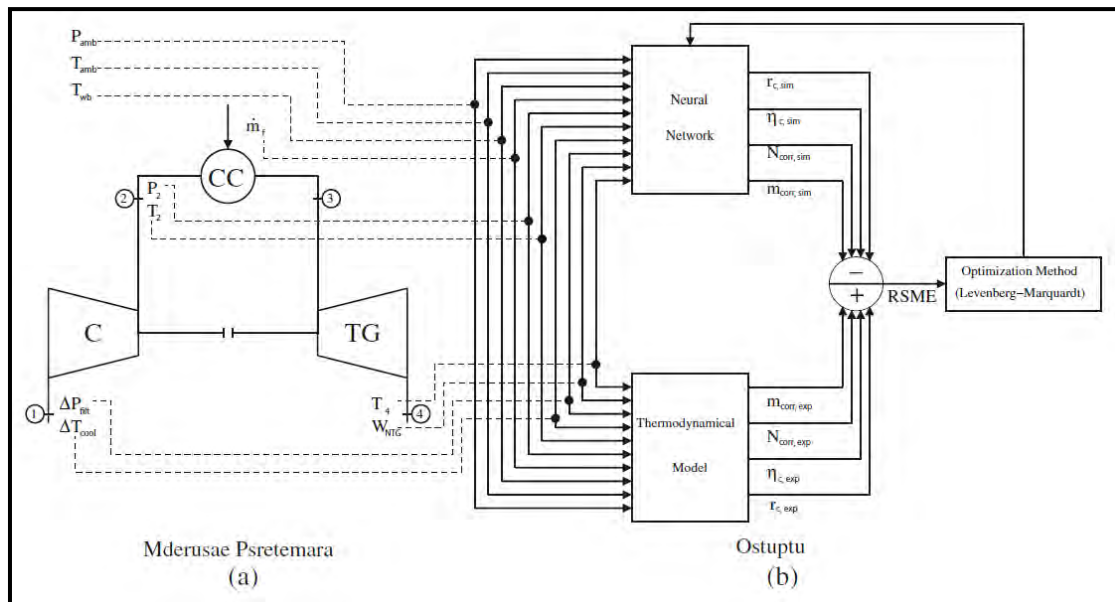 P_amb
T_amb
T_wb
ṁ_f
CC
2
P_2
T_2
3
C
TG
1
ΔP_filt
ΔT_cool
T_4
W_NTG
4
Mderusae Psretemara
(a)
Neural
Network
r_c, sim
η_c, sim
N_corr, sim
m_corr, sim
−
+
RSME
Optimization Method
(Levenberg−Marquardt)
Thermodynamical
Model
m_corr, exp
N_corr, exp
η_c, exp
r_c, exp
Ostuptu
(b)